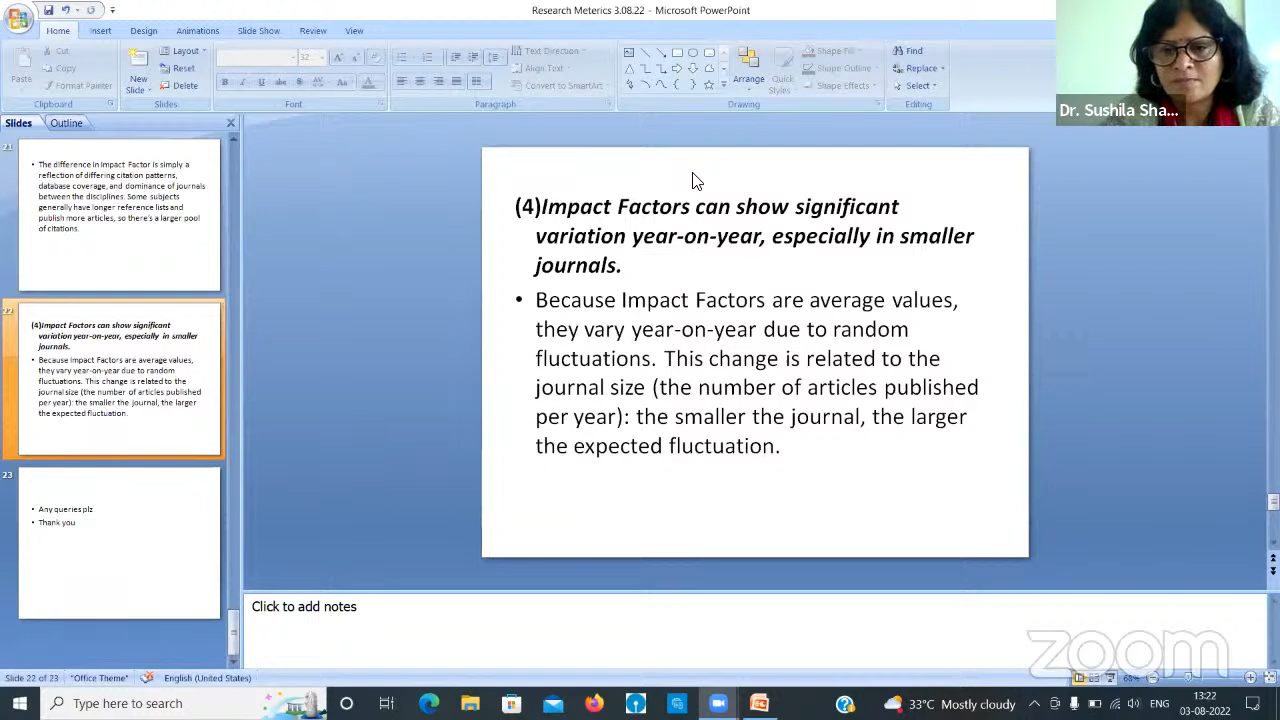 Research Meterics 3.08.22 - Microsoft PowerPoint
Home Insert Design Animations Slide Show Review View
Paste
Cut
Copy
Format Painter
Clipboard
New Slide
Layout
Reset
Delete
Slides
32
B I U abc S AV Aa A
Font
Text Direction
Align Text
Convert to SmartArt
Paragraph
Arrange
Quick Styles
Shape Fill
Shape Outline
Shape Effects
Drawing
Find
Replace
Select
Editing
Dr. Sushila Sha...
Slides Outline
21
• The difference in Impact Factor is simply a
reflection of differing citation patterns,
database coverage, and dominance of journals
between the disciplines. Some subjects
generally have longer reference lists and
publish more articles, so there's a larger pool
of citations.
22
(4)Impact Factors can show significant
variation year-on-year, especially in smaller
journals.
• Because Impact Factors are average values,
they vary year-on-year due to random
fluctuations. This change is related to the
journal size (the number of articles published
per year): the smaller the journal, the larger
the expected fluctuation.
23
• Any queries plz
• Thank you
(4)Impact Factors can show significant
variation year-on-year, especially in smaller
journals.
• Because Impact Factors are average values,
they vary year-on-year due to random
fluctuations. This change is related to the
journal size (the number of articles published
per year): the smaller the journal, the larger
the expected fluctuation.
Click to add notes
zoom
Slide 22 of 23 "Office Theme" English (United States) 68%
Type here to search
33°C Mostly cloudy
ENG
13:22
03-08-2022